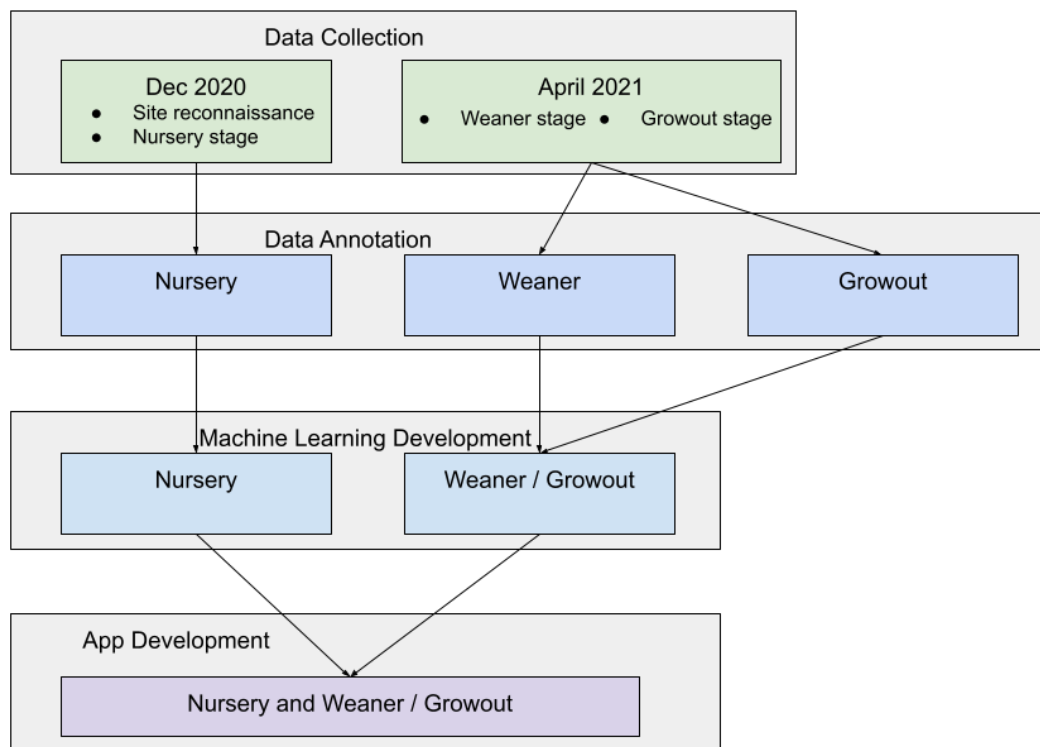 Data Collection
Dec 2020
● Site reconnaissance
● Nursery stage
April 2021
● Weaner stage ● Growout stage
Data Annotation
Nursery
Weaner
Growout
Machine Learning Development
Nursery
Weaner / Growout
App Development
Nursery and Weaner / Growout